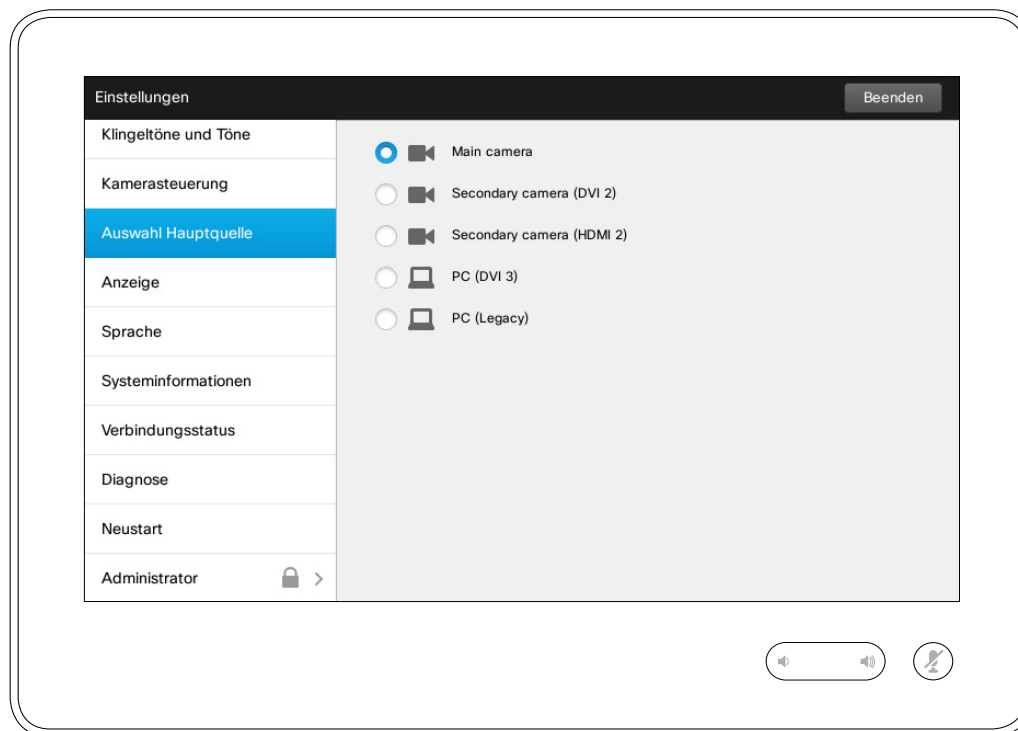 Einstellungen
Beenden
Klingeltöne und Töne
Kamerasteuerung
Auswahl Hauptquelle
Anzeige
Sprache
Systeminformationen
Verbindungsstatus
Diagnose
Neustart
Administrator
Main camera
Secondary camera (DVI 2)
Secondary camera (HDMI 2)
PC (DVI 3)
PC (Legacy)